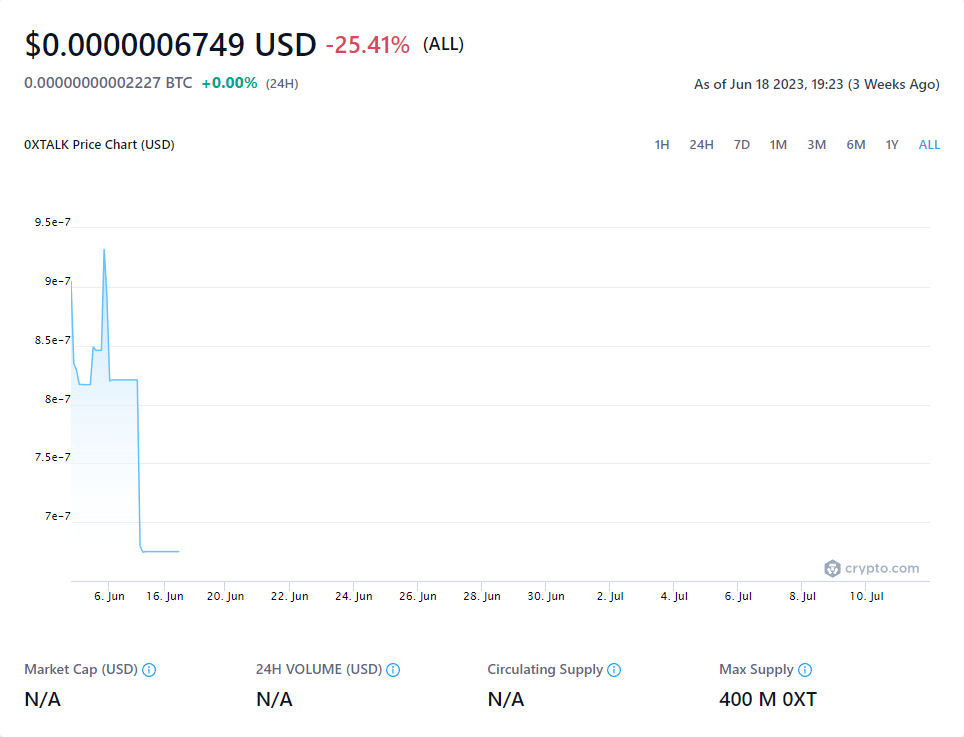 $0.0000006749 USD -25.41% (ALL)
0.00000000002227 BTC +0.00% (24H)
As of Jun 18 2023, 19:23 (3 Weeks Ago)
0XTALK Price Chart (USD)
1H 24H 7D 1M 3M 6M 1Y ALL
9.5e-7
9e-7
8.5e-7
8e-7
7.5e-7
7e-7
crypto.com
6. Jun 16. Jun 20. Jun 22. Jun 24. Jun 26. Jun 28. Jun 30. Jun 2. Jul 4. Jul 6. Jul 8. Jul 10. Jul
Market Cap (USD) 24H VOLUME (USD) Circulating Supply Max Supply
N/A N/A N/A 400 M 0XT